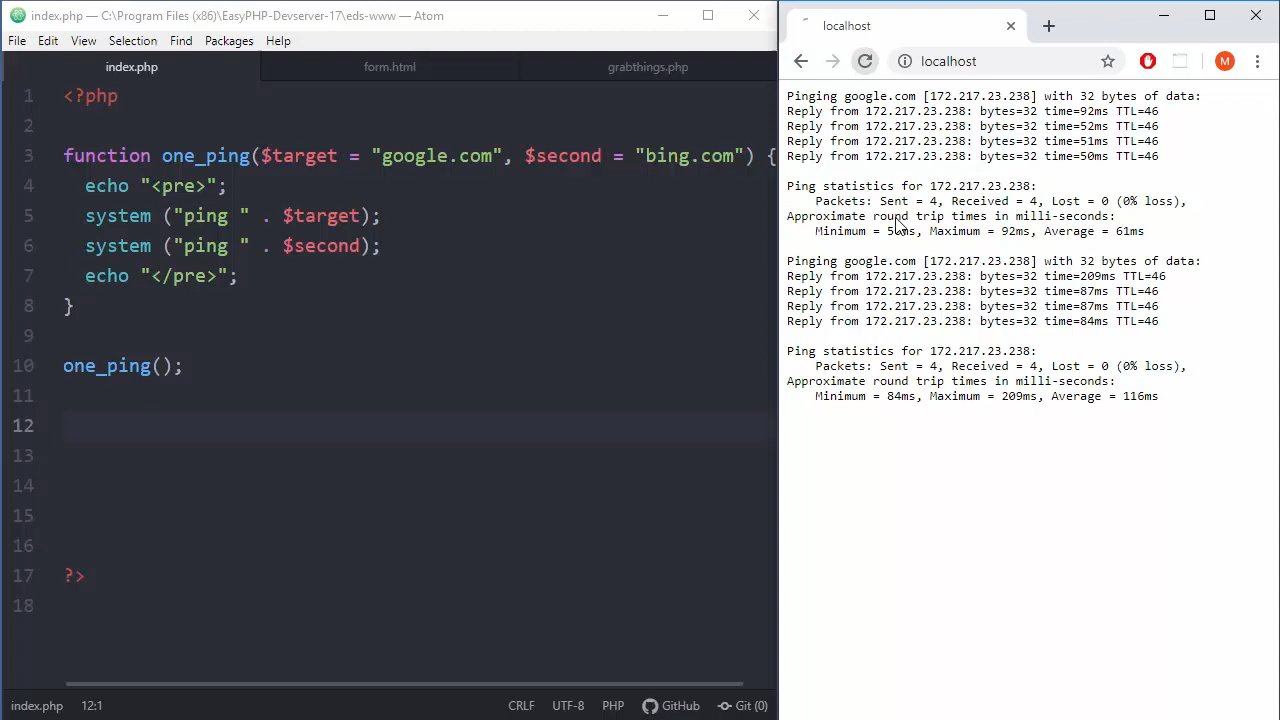 index.php — C:\Program Files (x86)\EasyPHP-Devserver-17\eds-www — Atom
File Edit View Selection Find Packages Help
index.php form.html grabthings.php
1 <?php
2
3 function one_ping($target = "google.com", $second = "bing.com") {
4 echo "<pre>";
5 system ("ping " . $target);
6 system ("ping " . $second);
7 echo "</pre>";
8 }
9
10 one_ping();
11
12
13
14
15
16
17 ?>
18
index.php 12:1 CRLF UTF-8 PHP GitHub Git (0)
localhost
localhost M
Pinging google.com [172.217.23.238] with 32 bytes of data:
Reply from 172.217.23.238: bytes=32 time=92ms TTL=46
Reply from 172.217.23.238: bytes=32 time=52ms TTL=46
Reply from 172.217.23.238: bytes=32 time=51ms TTL=46
Reply from 172.217.23.238: bytes=32 time=50ms TTL=46
Ping statistics for 172.217.23.238:
Packets: Sent = 4, Received = 4, Lost = 0 (0% loss),
Approximate round trip times in milli-seconds:
Minimum = 50ms, Maximum = 92ms, Average = 61ms
Pinging google.com [172.217.23.238] with 32 bytes of data:
Reply from 172.217.23.238: bytes=32 time=209ms TTL=46
Reply from 172.217.23.238: bytes=32 time=87ms TTL=46
Reply from 172.217.23.238: bytes=32 time=87ms TTL=46
Reply from 172.217.23.238: bytes=32 time=84ms TTL=46
Ping statistics for 172.217.23.238:
Packets: Sent = 4, Received = 4, Lost = 0 (0% loss),
Approximate round trip times in milli-seconds:
Minimum = 84ms, Maximum = 209ms, Average = 116ms